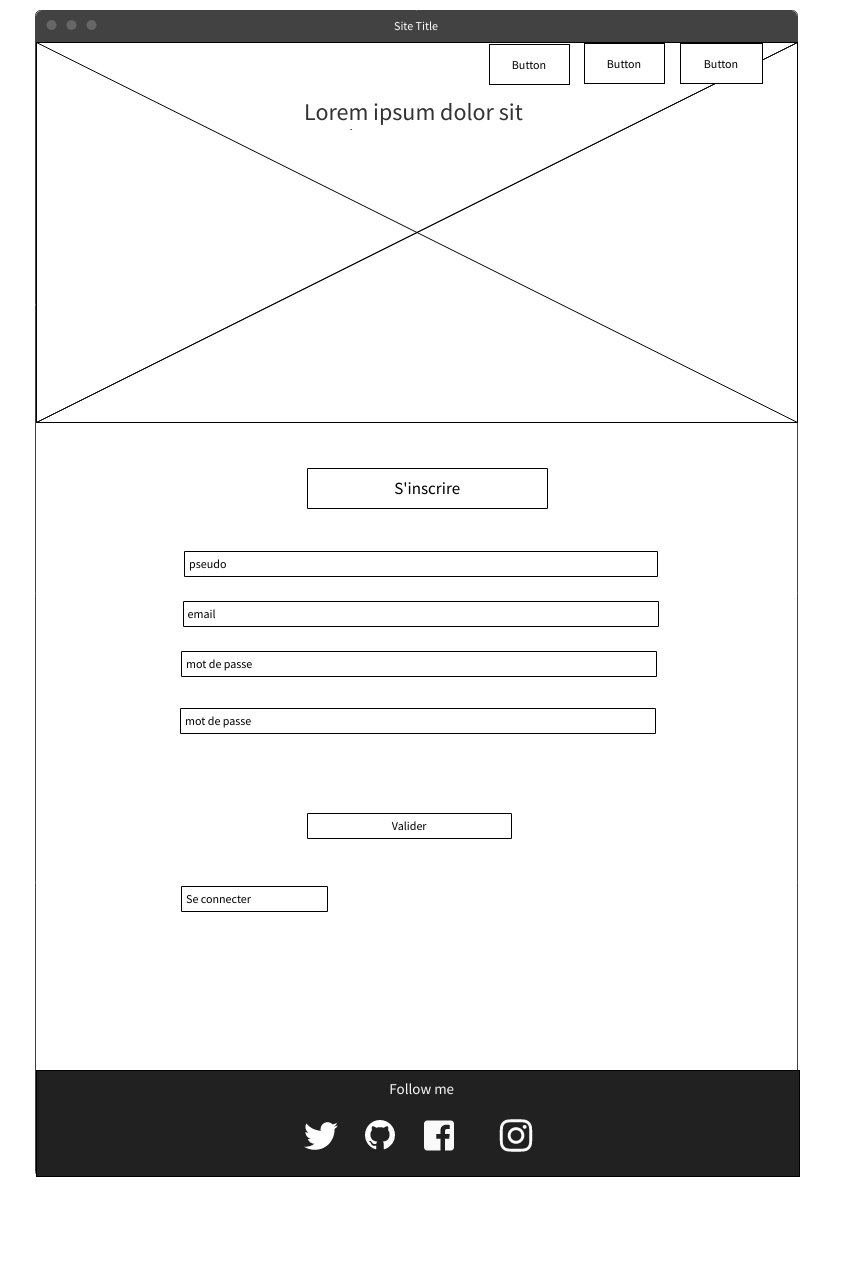 Site Title
Button
Button
Button
Lorem ipsum dolor sit
S'inscrire
pseudo
email
mot de passe
mot de passe
Valider
Se connecter
Follow me